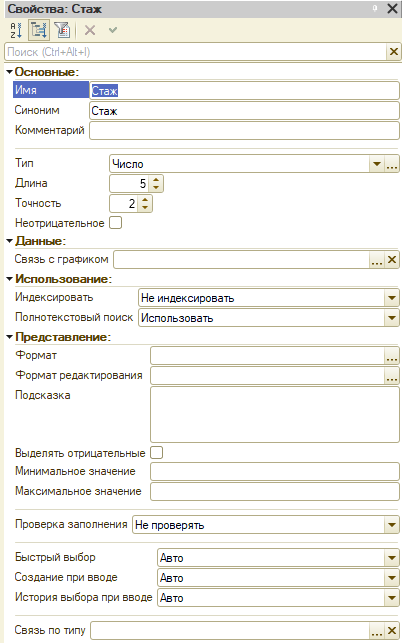 Свойства: Стаж
Поиск (Ctrl+Alt+I)
Основные:
Имя Стаж
Синоним Стаж
Комментарий
Тип Число
Длина 5
Точность 2
Неотрицательное
Данные:
Связь с графиком
Использование:
Индексировать Не индексировать
Полнотекстовый поиск Использовать
Представление:
Формат
Формат редактирования
Подсказка
Выделять отрицательные
Минимальное значение
Максимальное значение
Проверка заполнения Не проверять
Быстрый выбор Авто
Создание при вводе Авто
История выбора при вводе Авто
Связь по типу